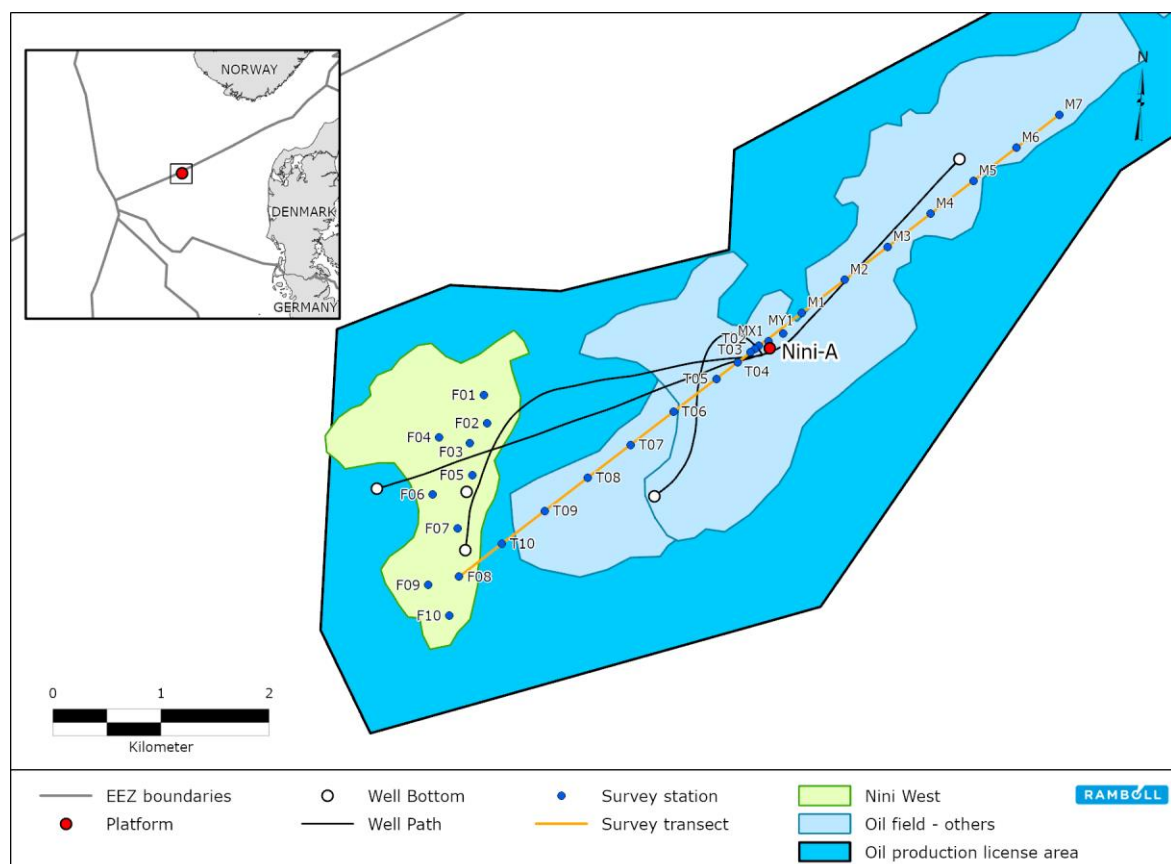 NORWAY
DENMARK
GERMANY
N
M7
M6
M5
M4
M3
M2
M1
MY1
MX1
T02
T03
Nini-A
T04
T05
T06
T07
T08
T09
T10
F01
F02
F04
F03
F05
F06
F07
F08
F09
F10
0 1 2
Kilometer
EEZ boundaries
Well Bottom
Survey station
Nini West
RAMBOLL
Platform
Well Path
Survey transect
Oil field - others
Oil production license area